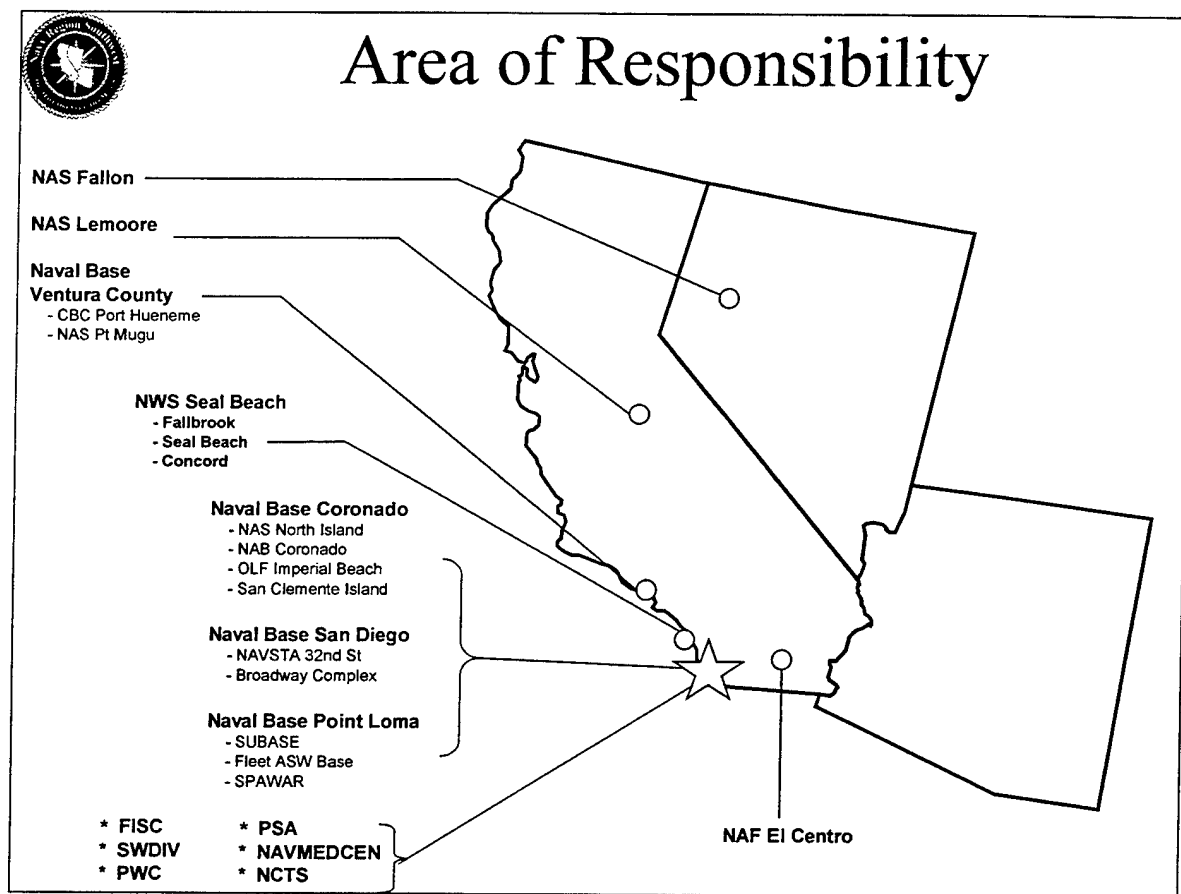 Navy Region Southwest
Area of Responsibility
NAS Fallon
NAS Lemoore
Naval Base
Ventura County
- CBC Port Hueneme
- NAS Pt Mugu
NWS Seal Beach
- Fallbrook
- Seal Beach
- Concord
Naval Base Coronado
- NAS North Island
- NAB Coronado
- OLF Imperial Beach
- San Clemente Island
Naval Base San Diego
- NAVSTA 32nd St
- Broadway Complex
Naval Base Point Loma
- SUBASE
- Fleet ASW Base
- SPAWAR
* FISC
* SWDIV
* PWC
* PSA
* NAVMEDCEN
* NCTS
NAF El Centro